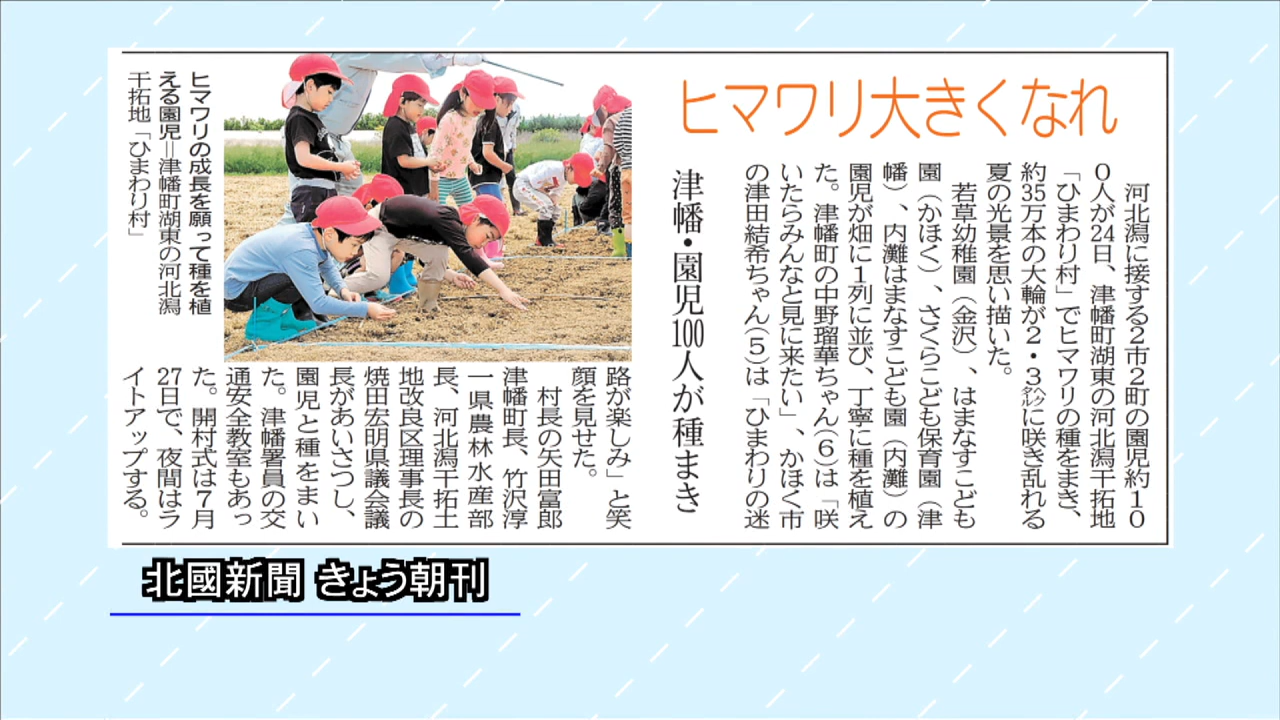 ヒマワリ大きくなれ
津幡・園児100人が種まき
河北潟に接する2市2町の園児約10
0人が24日、津幡町湖東の河北潟干拓地
「ひまわり村」でヒマワリの種をまき、
約35万本の大輪が2・3㌶に咲き乱れる
夏の光景を思い描いた。
若草幼稚園(金沢)、はまなすこども
園(かほく)、さくらこども保育園(津
幡)、内灘はまなすこども園(内灘)の
園児が畑に1列に並び、丁寧に種を植え
た。津幡町の中野瑠華ちゃん(6)は「咲
いたらみんなと見に来たい」、かほく市
の津田結希ちゃん(5)は「ひまわりの迷
路が楽しみ」と笑
顔を見せた。
村長の矢田富郎
津幡町長、竹沢淳
一県農林水産部
長、河北潟干拓土
地改良区理事長の
焼田宏明県議会議
長があいさつし、
園児と種をまい
た。津幡署員の交
通安全教室もあっ
た。開村式は7月
27日で、夜間はラ
イトアップする。
ヒマワリの成長を願って種を植
える園児=津幡町湖東の河北潟
干拓地「ひまわり村」
北國新聞 きょう朝刊